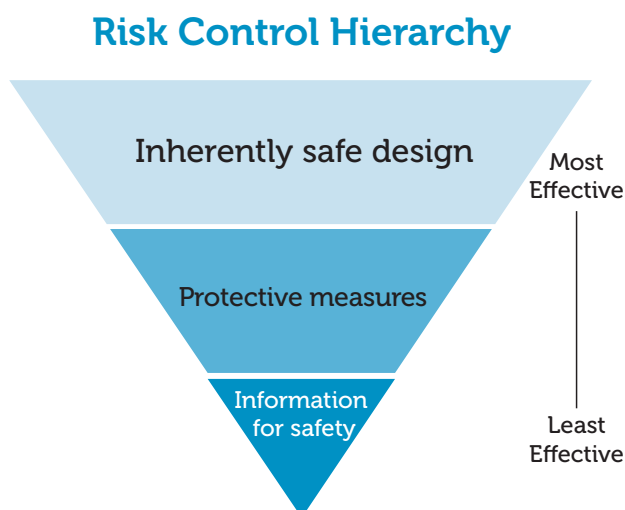 Risk Control Hierarchy
Inherently safe design
Most
Effective
Protective measures
Information
for safety
Least
Effective